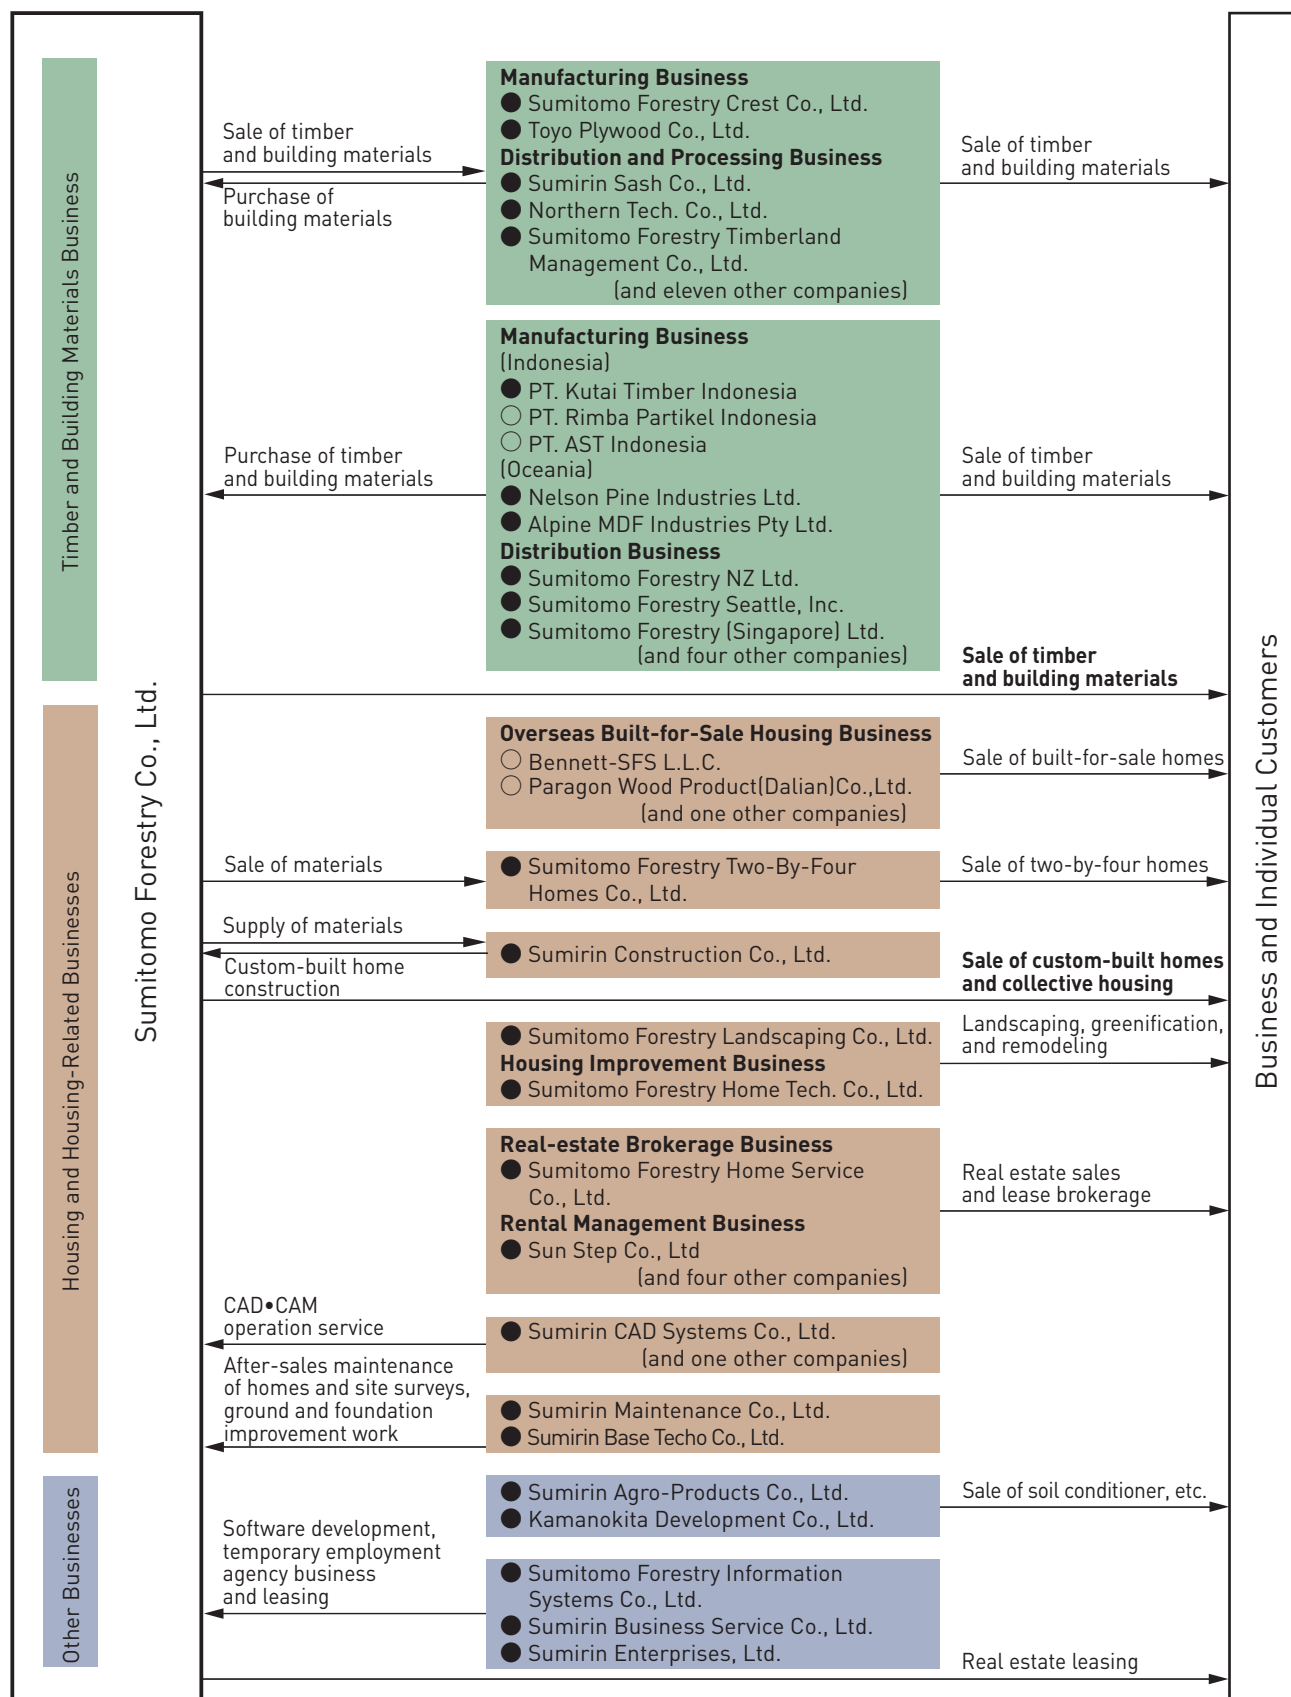 Sumitomo Forestry Co., Ltd.
Business and Individual Customers
Timber and Building Materials Business
Sale of timber
and building materials
Purchase of
building materials
Manufacturing Business
● Sumitomo Forestry Crest Co., Ltd.
● Toyo Plywood Co., Ltd.
Distribution and Processing Business
● Sumirin Sash Co., Ltd.
● Northern Tech. Co., Ltd.
● Sumitomo Forestry Timberland
Management Co., Ltd.
(and eleven other companies)
Sale of timber
and building materials
Purchase of timber
and building materials
Manufacturing Business
(Indonesia)
● PT. Kutai Timber Indonesia
○ PT. Rimba Partikel Indonesia
○ PT. AST Indonesia
(Oceania)
● Nelson Pine Industries Ltd.
● Alpine MDF Industries Pty Ltd.
Distribution Business
● Sumitomo Forestry NZ Ltd.
● Sumitomo Forestry Seattle, Inc.
● Sumitomo Forestry (Singapore) Ltd.
(and four other companies)
Sale of timber
and building materials
Sale of timber
and building materials
Housing and Housing-Related Businesses
Overseas Built-for-Sale Housing Business
○ Bennett-SFS L.L.C.
○ Paragon Wood Product(Dalian)Co.,Ltd.
(and one other companies)
Sale of built-for-sale homes
Sale of materials
● Sumitomo Forestry Two-By-Four
Homes Co., Ltd.
Sale of two-by-four homes
Supply of materials
Custom-built home
construction
● Sumirin Construction Co., Ltd.
Sale of custom-built homes
and collective housing
● Sumitomo Forestry Landscaping Co., Ltd.
Housing Improvement Business
● Sumitomo Forestry Home Tech. Co., Ltd.
Landscaping, greenification,
and remodeling
Real-estate Brokerage Business
● Sumitomo Forestry Home Service
Co., Ltd.
Rental Management Business
● Sun Step Co., Ltd
(and four other companies)
Real estate sales
and lease brokerage
CAD•CAM
operation service
● Sumirin CAD Systems Co., Ltd.
(and one other companies)
After-sales maintenance
of homes and site surveys,
ground and foundation
improvement work
● Sumirin Maintenance Co., Ltd.
● Sumirin Base Techo Co., Ltd.
Other Businesses
● Sumirin Agro-Products Co., Ltd.
● Kamanokita Development Co., Ltd.
Sale of soil conditioner, etc.
Software development,
temporary employment
agency business
and leasing
● Sumitomo Forestry Information
Systems Co., Ltd.
● Sumirin Business Service Co., Ltd.
● Sumirin Enterprises, Ltd.
Real estate leasing